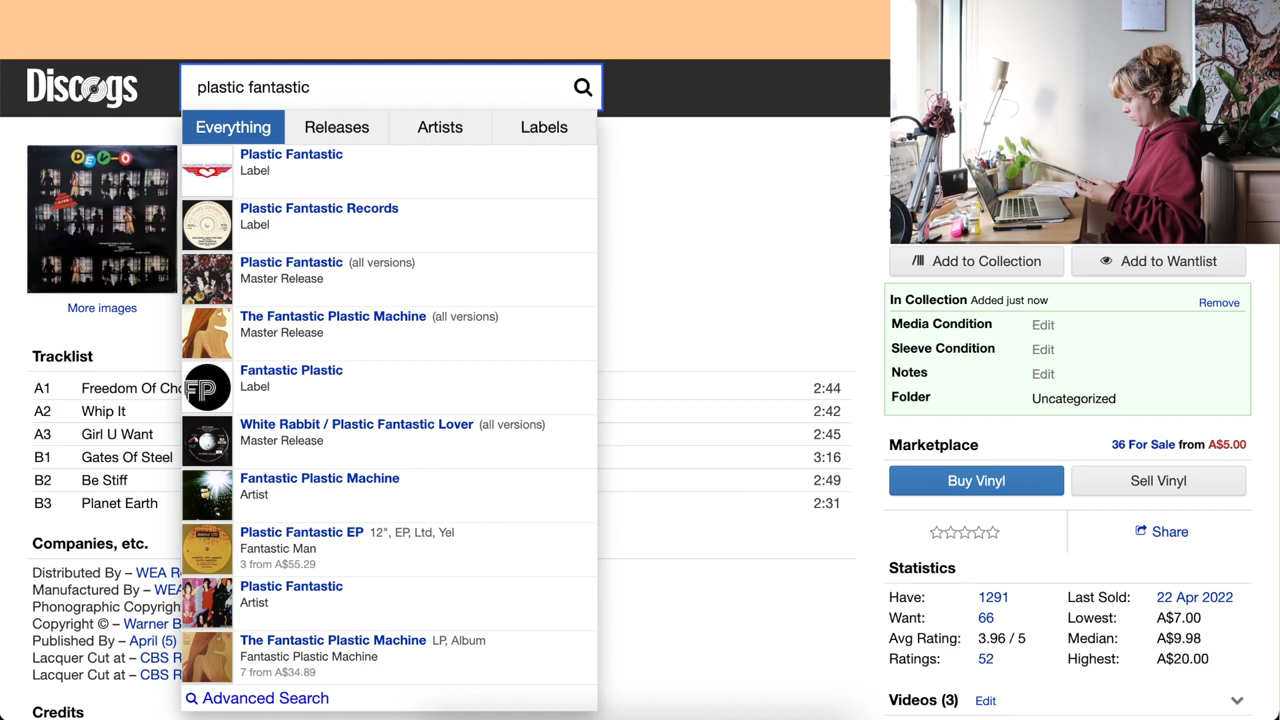 Discogs
plastic fantastic
Everything
Releases
Artists
Labels
Plastic Fantastic
Label
Plastic Fantastic Records
Label
Plastic Fantastic (all versions)
Master Release
The Fantastic Plastic Machine (all versions)
Master Release
Fantastic Plastic
Label
White Rabbit / Plastic Fantastic Lover (all versions)
Master Release
Fantastic Plastic Machine
Artist
Plastic Fantastic EP 12", EP, Ltd, Yel
Fantastic Man
3 from A$55.29
Plastic Fantastic
Artist
The Fantastic Plastic Machine LP, Album
Fantastic Plastic Machine
7 from A$34.89
Advanced Search
DEV-O
FP
More images
Tracklist
A1 Freedom Of Cho 2:44
A2 Whip It 2:42
A3 Girl U Want 2:45
B1 Gates Of Steel 3:16
B2 Be Stiff 2:49
B3 Planet Earth 2:31
Companies, etc.
Distributed By – WEA R
Manufactured By – WEA
Phonographic Copyrigh
Copyright © – Warner B
Published By – April (5)
Lacquer Cut at – CBS R
Lacquer Cut at – CBS R
Credits
Add to Collection
Add to Wantlist
In Collection Added just now Remove
Media Condition Edit
Sleeve Condition Edit
Notes Edit
Folder Uncategorized
Marketplace 36 For Sale from A$5.00
Buy Vinyl
Sell Vinyl
Share
Statistics
Have: 1291 Last Sold: 22 Apr 2022
Want: 66 Lowest: A$7.00
Avg Rating: 3.96 / 5 Median: A$9.98
Ratings: 52 Highest: A$20.00
Videos (3) Edit